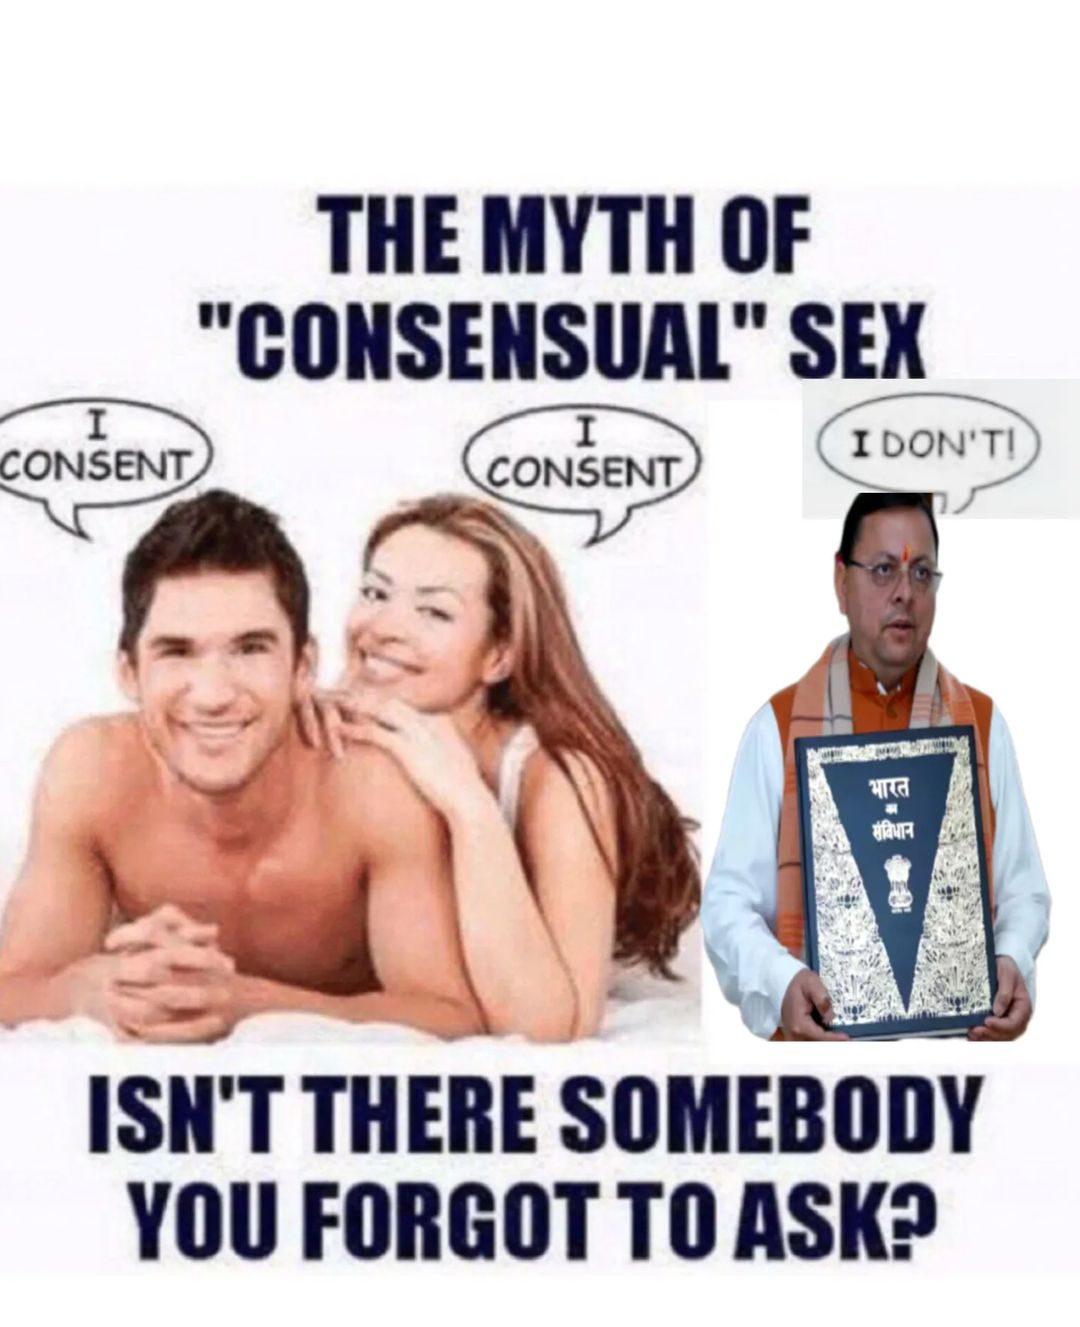 THE MYTH OF
"CONSENSUAL" SEX
I
CONSENT
I
CONSENT
I DON'T!
भारत
का
संविधान
ISN'T THERE SOMEBODY
YOU FORGOT TO ASK?